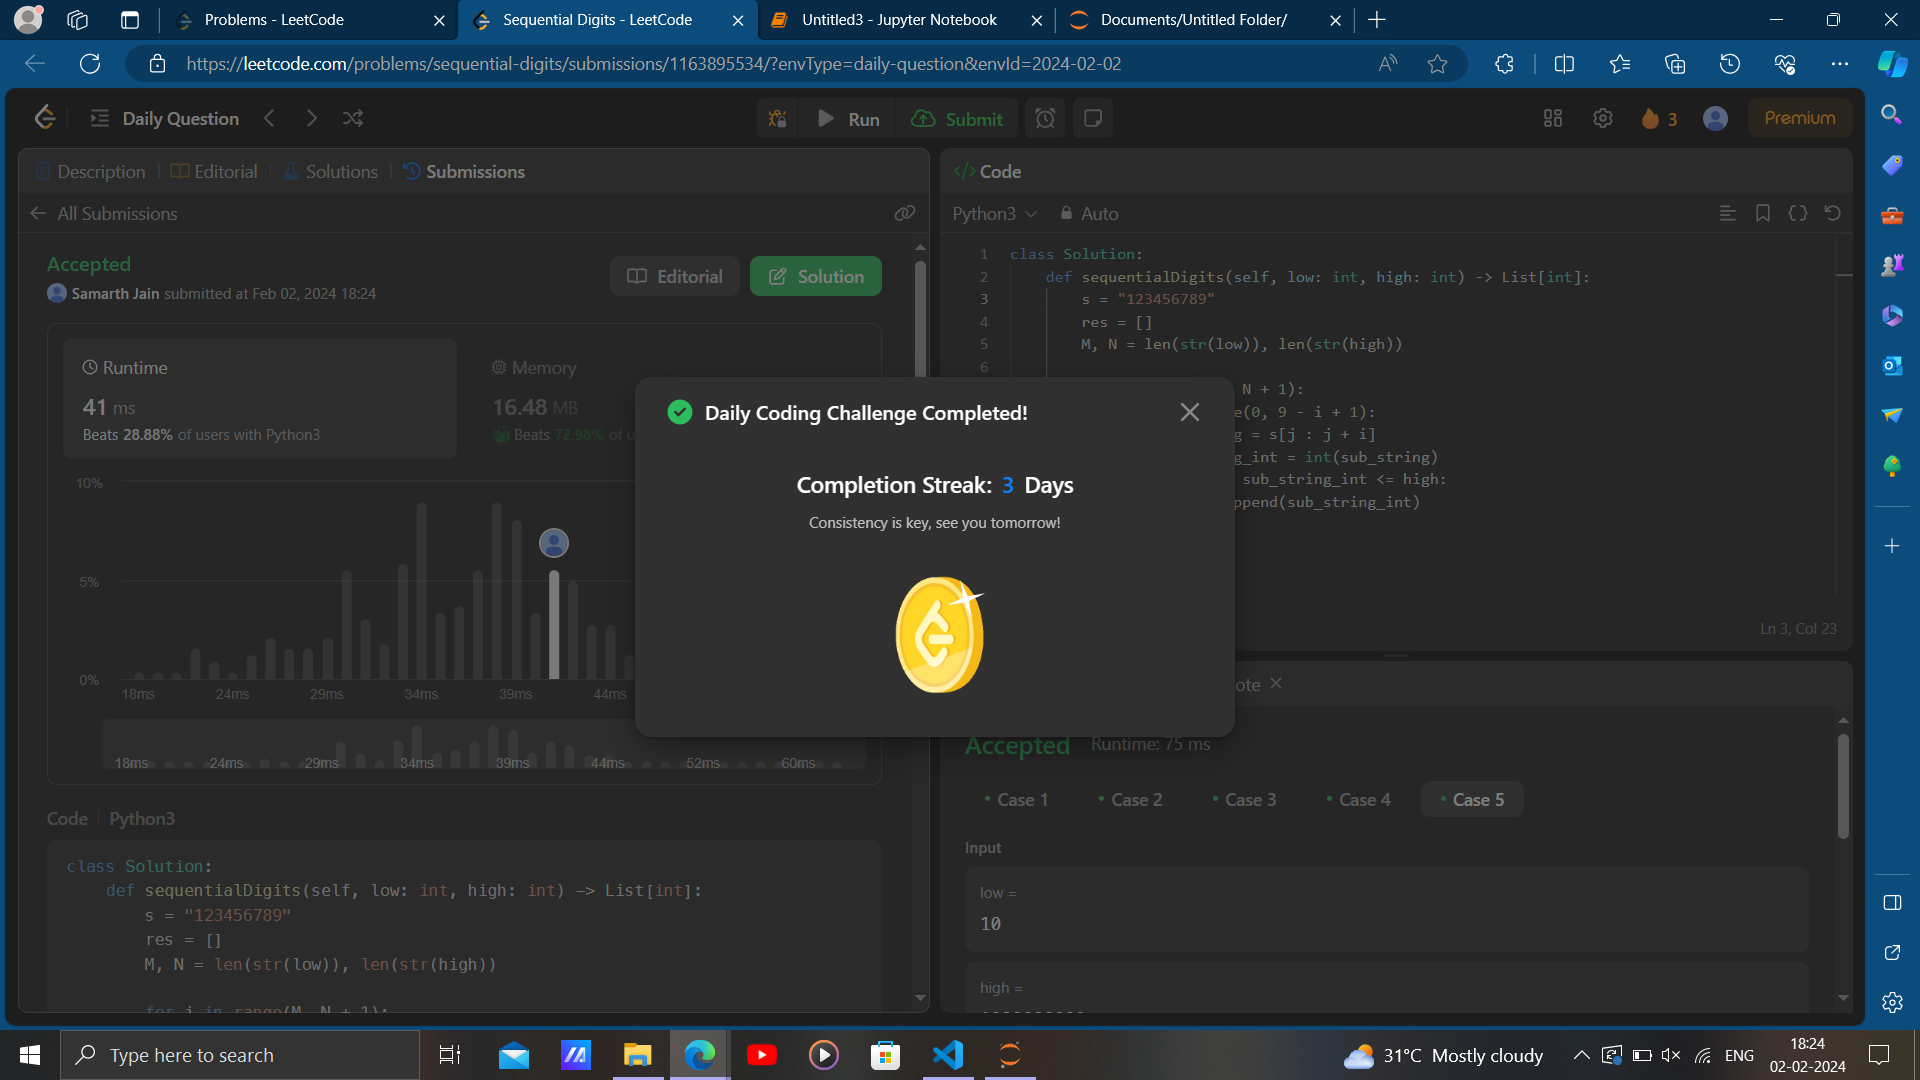 Problems - LeetCode
Sequential Digits - LeetCode
Untitled3 - Jupyter Notebook
Documents/Untitled Folder/
https://leetcode.com/problems/sequential-digits/submissions/1163895534/?envType=daily-question&envId=2024-02-02
Daily Question
Run
Submit
3
Premium
Description
Editorial
Solutions
Submissions
All Submissions
Accepted
Samarth Jain submitted at Feb 02, 2024 18:24
Editorial
Solution
Runtime
41 ms
Beats 28.88% of users with Python3
Memory
16.48 MB
Beats 72.98% of u
10%
5%
0%
18ms 24ms 29ms 34ms 39ms 44ms
18ms 24ms 29ms 34ms 39ms 44ms 52ms 60ms
Code
Python3
class Solution:
def sequentialDigits(self, low: int, high: int) -> List[int]:
s = "123456789"
res = []
M, N = len(str(low)), len(str(high))
for i in range(M, N + 1):
Daily Coding Challenge Completed!
Completion Streak: 3 Days
Consistency is key, see you tomorrow!
Code
Python3
Auto
1 class Solution:
2 def sequentialDigits(self, low: int, high: int) -> List[int]:
3 s = "123456789"
4 res = []
5 M, N = len(str(low)), len(str(high))
6
N + 1):
e(0, 9 - i + 1):
g = s[j : j + i]
g_int = int(sub_string)
sub_string_int <= high:
ppend(sub_string_int)
Ln 3, Col 23
ote
Accepted
Runtime: 75 ms
Case 1
Case 2
Case 3
Case 4
Case 5
Input
low =
10
high =
Type here to search
31°C Mostly cloudy
ENG
18:24
02-02-2024